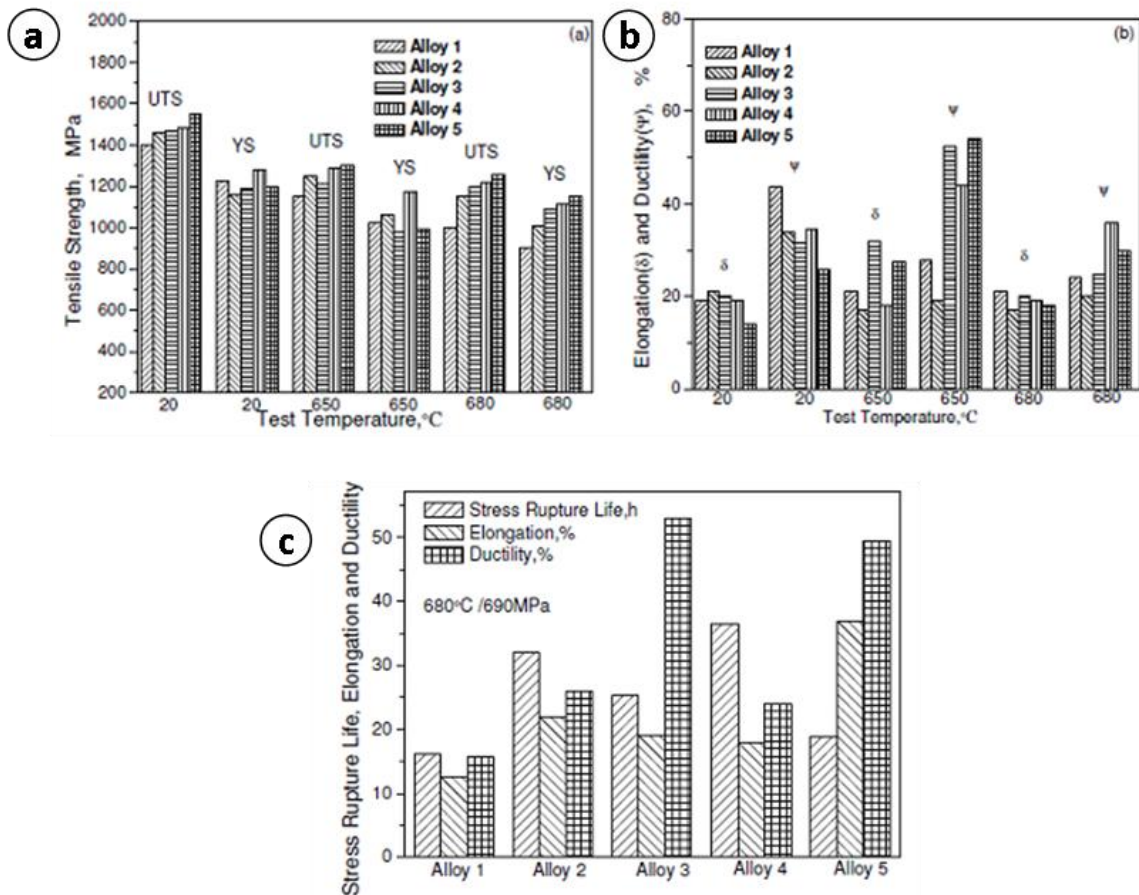 a
(a)
Tensile Strength, MPa
2000
1800
1600
1400
1200
1000
800
600
400
200
Alloy 1
Alloy 2
Alloy 3
Alloy 4
Alloy 5
UTS
YS
UTS
YS
UTS
YS
20 20 650 650 680 680
Test Temperature,°C
b
(b)
Elongation(δ) and Ductility(Ψ), %
80
60
40
20
0
Alloy 1
Alloy 2
Alloy 3
Alloy 4
Alloy 5
δ
Ψ
δ
Ψ
δ
Ψ
20 20 650 650 680 680
Test Temperature,°C
c
Stress Rupture Life, Elongation and Ductility
50
40
30
20
10
0
Stress Rupture Life,h
Elongation,%
Ductility,%
680°C /690MPa
Alloy 1 Alloy 2 Alloy 3 Alloy 4 Alloy 5